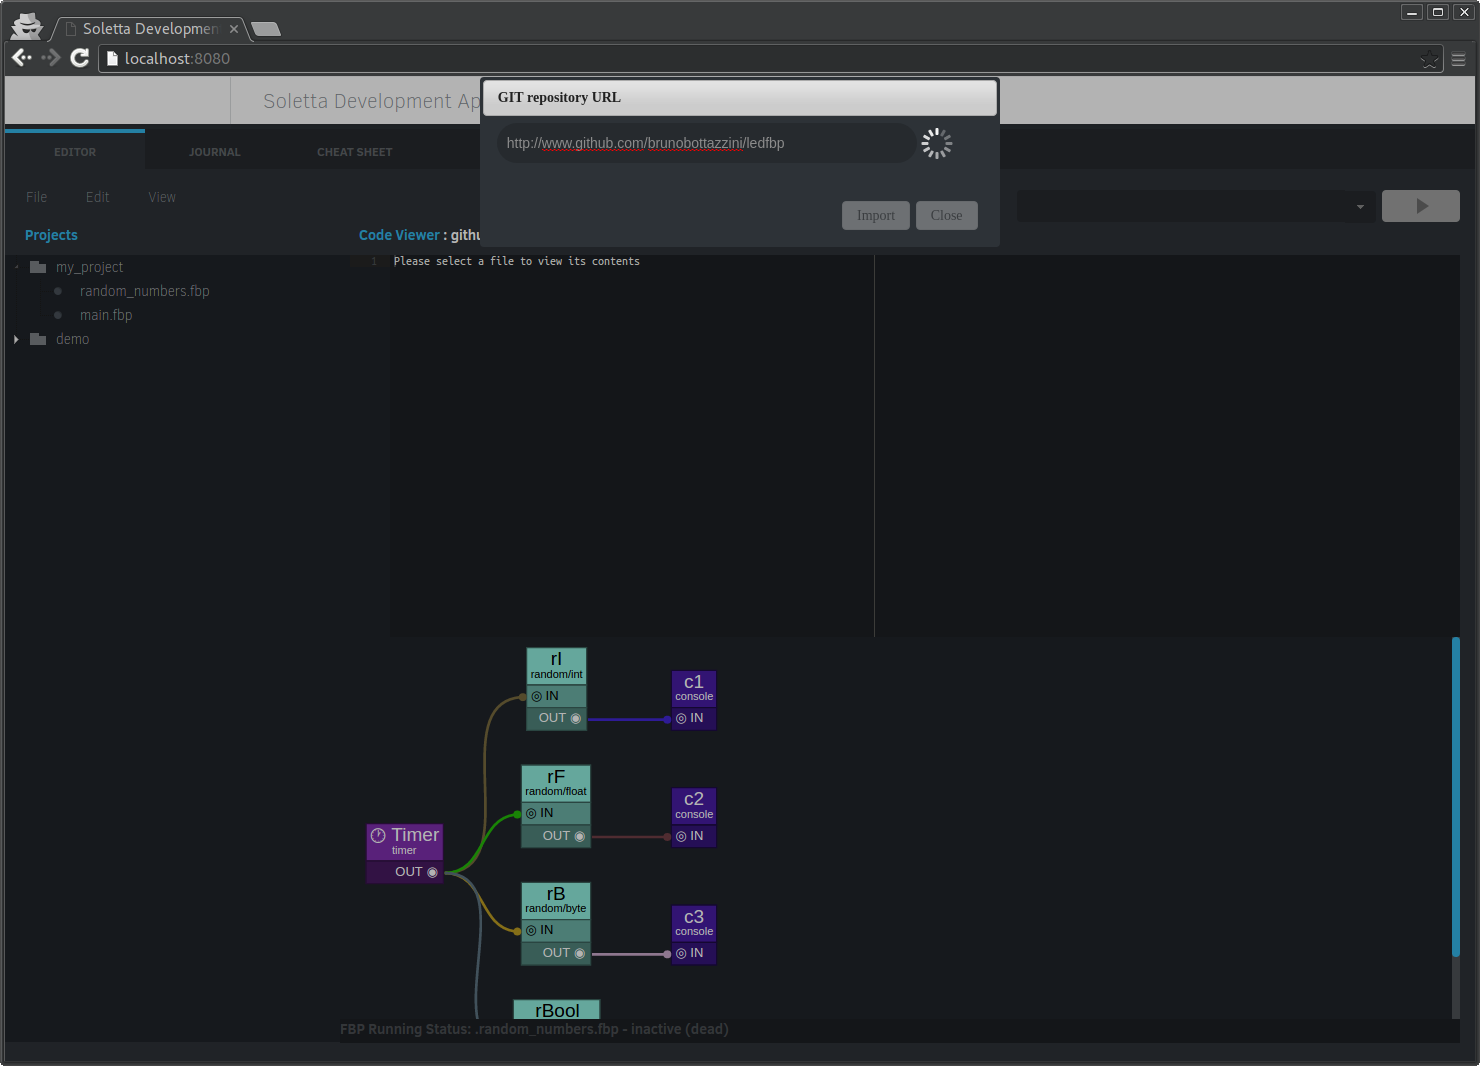 Soletta Developmen
localhost:8080
GIT repository URL
Soletta Development Ap
http://www.github.com/brunobottazzini/ledfbp
EDITOR JOURNAL CHEAT SHEET
File Edit View
Import Close
Projects
Code Viewer : githu
my_project
random_numbers.fbp
main.fbp
demo
1 Please select a file to view its contents
rI
random/int
IN
OUT
c1
console
IN
rF
random/float
IN
OUT
c2
console
IN
Timer
timer
OUT
rB
random/byte
IN
OUT
c3
console
IN
rBool
FBP Running Status: .random_numbers.fbp - inactive (dead)